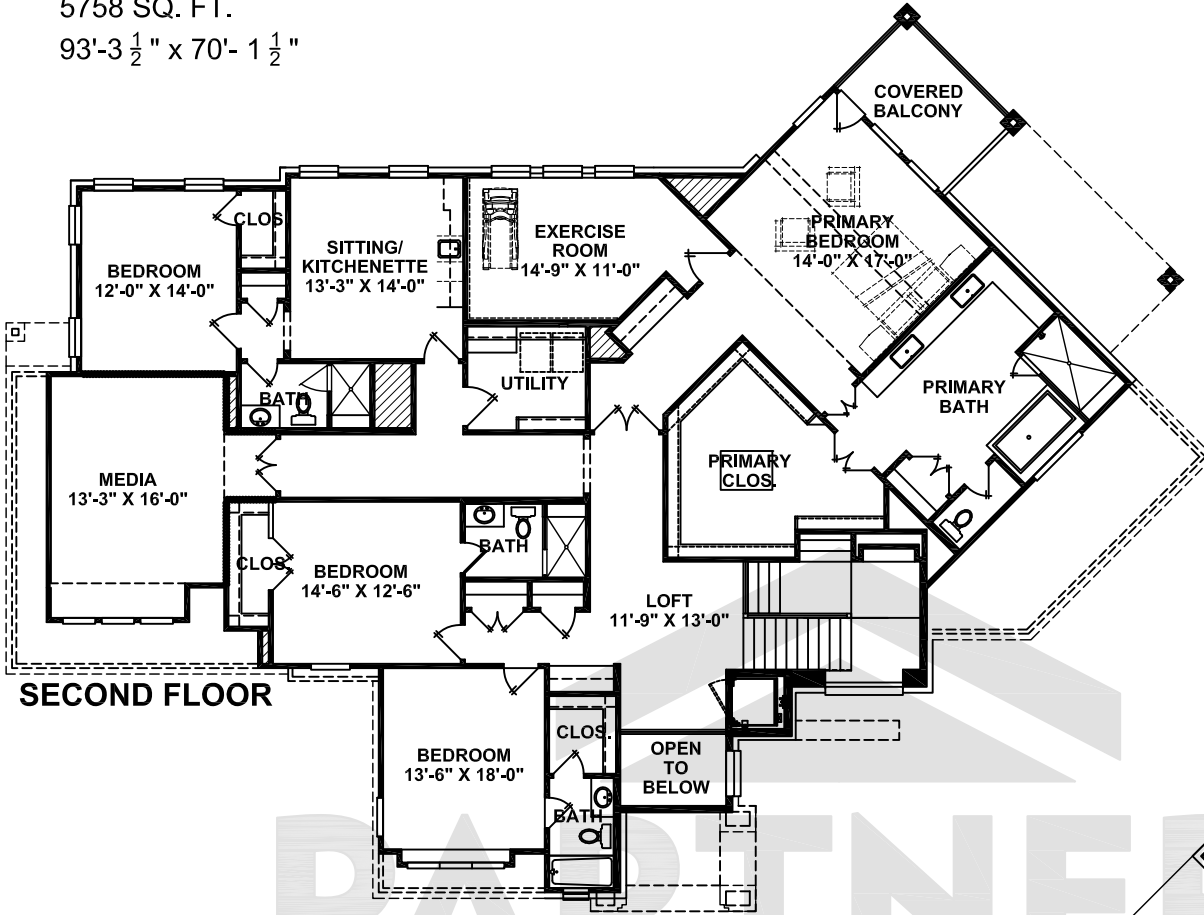 5758 SQ. FT.
93'-3 1/2" x 70'- 1 1/2"
COVERED
BALCONY
CLOS
SITTING/
KITCHENETTE
13'-3" X 14'-0"
EXERCISE
ROOM
14'-9" X 11'-0"
PRIMARY
BEDROOM
14'-0" X 17'-0"
BEDROOM
12'-0" X 14'-0"
UTILITY
BATH
PRIMARY
BATH
MEDIA
13'-3" X 16'-0"
PRIMARY
CLOS.
CLOS
BEDROOM
14'-6" X 12'-6"
BATH
LOFT
11'-9" X 13'-0"
SECOND FLOOR
BEDROOM
13'-6" X 18'-0"
CLOS.
OPEN
TO
BELOW
BATH
PARTNE